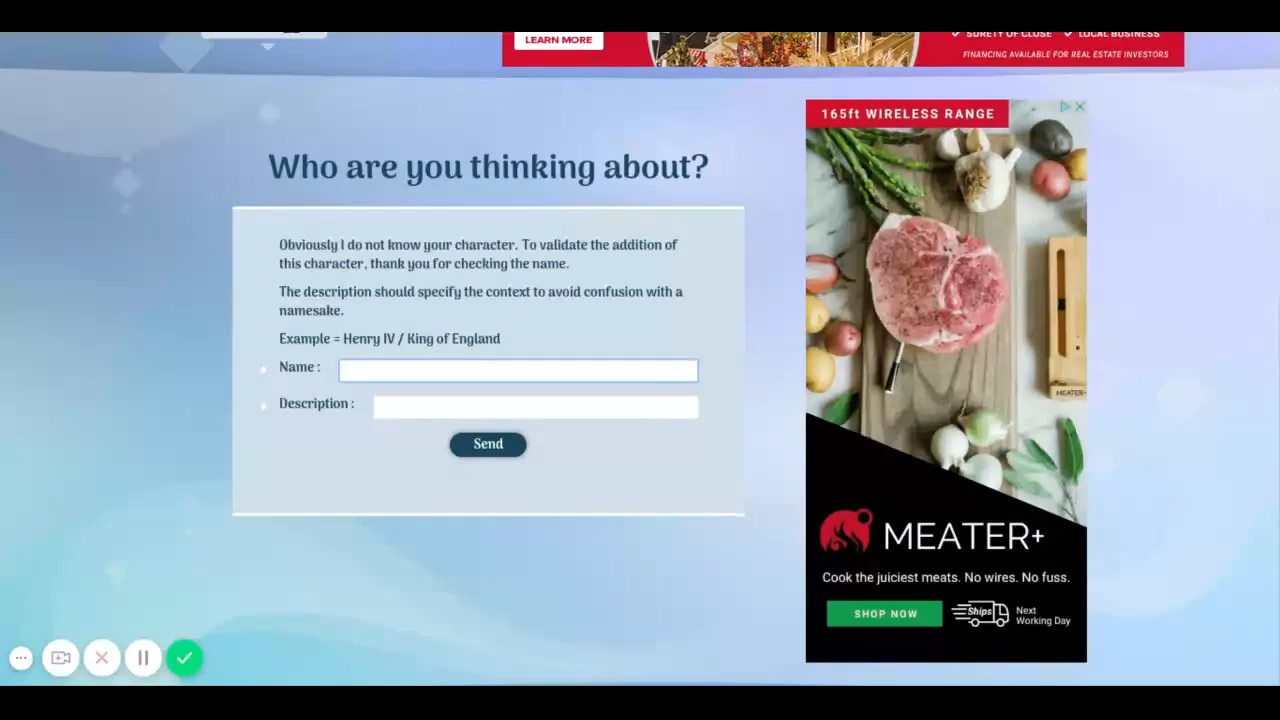 LEARN MORE
SURETY OF CLOSE LOCAL BUSINESS
FINANCING AVAILABLE FOR REAL ESTATE INVESTORS
165ft WIRELESS RANGE
Who are you thinking about?
Obviously I do not know your character. To validate the addition of
this character, thank you for checking the name.
The description should specify the context to avoid confusion with a
namesake.
Example = Henry IV / King of England
Name :
Description :
Send
MEATER+
MEATER+
Cook the juiciest meats. No wires. No fuss.
SHOP NOW
Ships
Next
Working Day